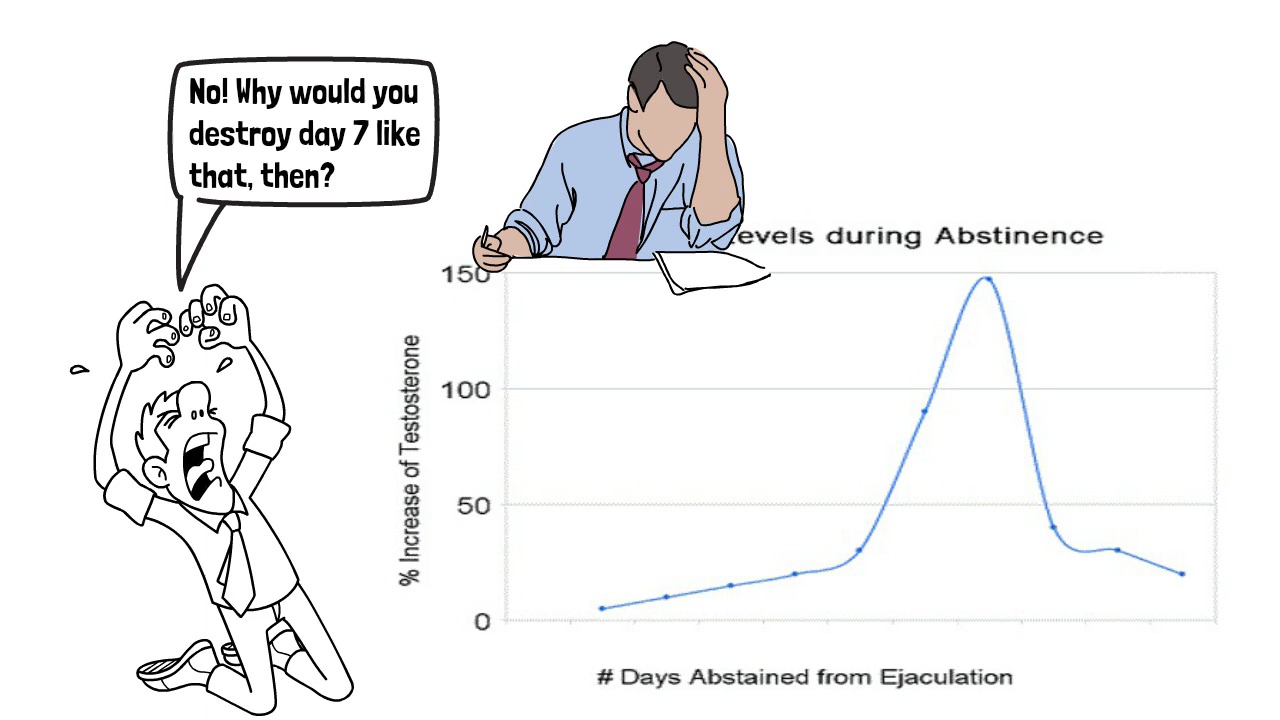 No! Why would you
destroy day 7 like
that, then?
Levels during Abstinence
150
100
50
0
% Increase of Testosterone
# Days Abstained from Ejaculation